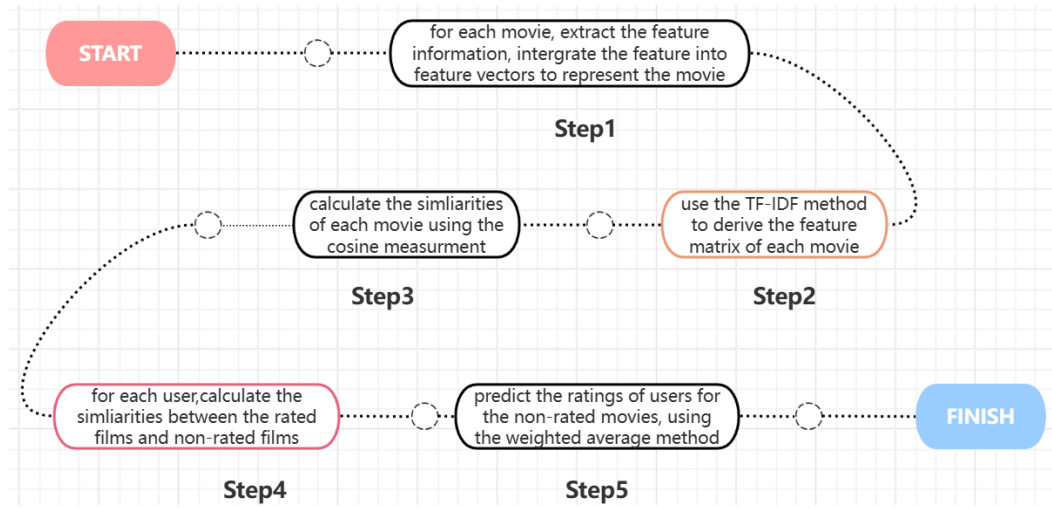 START
for each movie, extract the feature
information, intergrate the feature into
feature vectors to represent the movie
Step1
use the TF-IDF method
to derive the feature
matrix of each movie
Step2
calculate the simliarities
of each movie using the
cosine measurment
Step3
for each user,calculate the
simliarities between the rated
films and non-rated films
Step4
predict the ratings of users for
the non-rated movies, using
the weighted average method
Step5
FINISH